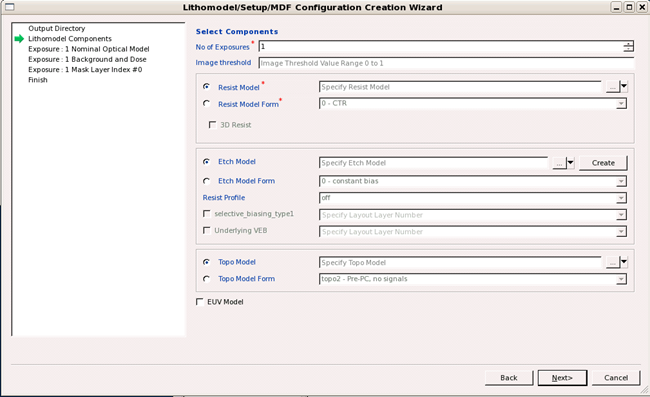 Lithomodel/Setup/MDF Configuration Creation Wizard
Output Directory
Lithomodel Components
Exposure : 1 Nominal Optical Model
Exposure : 1 Background and Dose
Exposure : 1 Mask Layer Index #0
Finish
Select Components
No of Exposures * 1
Image threshold Image Threshold Value Range 0 to 1
Resist Model * Specify Resist Model ...
Resist Model Form * 0 - CTR
3D Resist
Etch Model Specify Etch Model ... Create
Etch Model Form 0 - constant bias
Resist Profile off
selective_biasing_type1 Specify Layout Layer Number
Underlying VEB Specify Layout Layer Number
Topo Model Specify Topo Model ...
Topo Model Form topo2 - Pre-PC, no signals
EUV Model
Back Next> Cancel